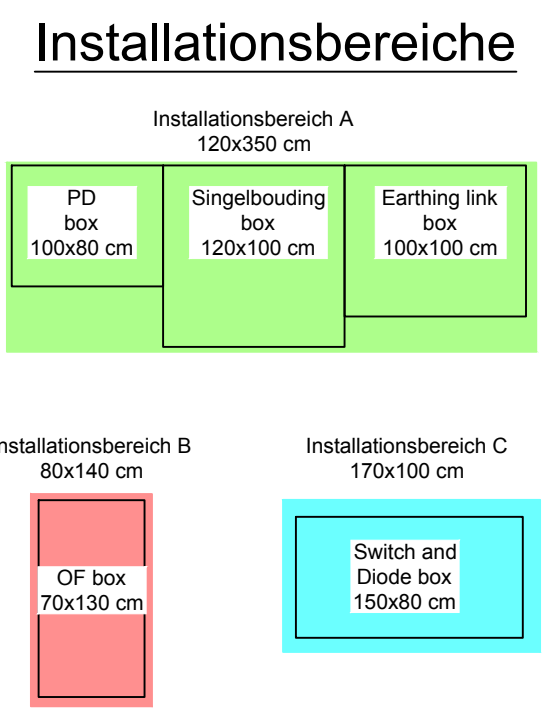 Installationsbereiche
Installationsbereich A
120x350 cm
PD
box
100x80 cm
Singelbouding
box
120x100 cm
Earthing link
box
100x100 cm
nstallationsbereich B
80x140 cm
OF box
70x130 cm
Installationsbereich C
170x100 cm
Switch and
Diode box
150x80 cm